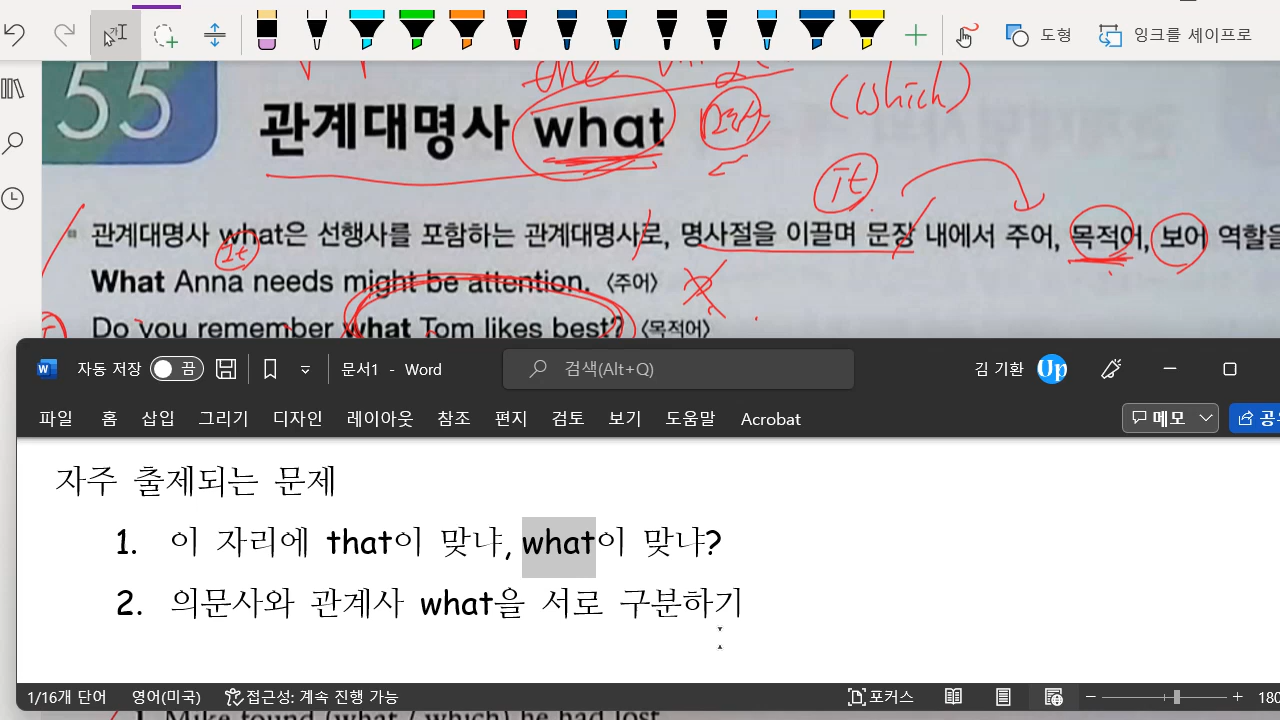 도형
잉크를 셰이프로
55
관계대명사 what
(which)
It
관계대명사 what은 선행사를 포함하는 관계대명사로, 명사절을 이끌며 문장 내에서 주어, 목적어, 보어 역할을
It
What Anna needs might be attention. <주어>
Do you remember what Tom likes best? <목적어>
자동 저장 끔 문서1 - Word 검색(Alt+Q) 김 기환 Up
파일 홈 삽입 그리기 디자인 레이아웃 참조 편지 검토 보기 도움말 Acrobat 메모
자주 출제되는 문제
1. 이 자리에 that이 맞냐, what이 맞냐?
2. 의문사와 관계사 what을 서로 구분하기
1/16개 단어 영어(미국) 접근성: 계속 진행 가능 포커스 180
1. Mike found (what / which) he had lost